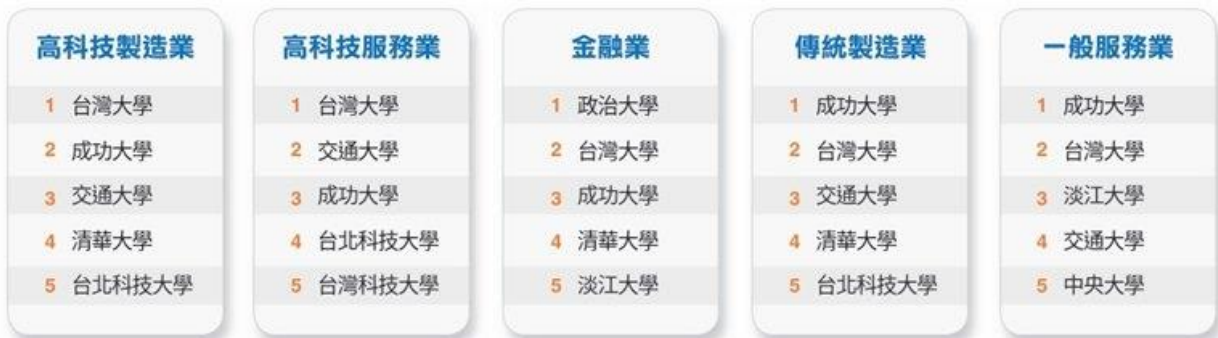 高科技製造業
1 台灣大學
2 成功大學
3 交通大學
4 清華大學
5 台北科技大學
高科技服務業
1 台灣大學
2 交通大學
3 成功大學
4 台北科技大學
5 台灣科技大學
金融業
1 政治大學
2 台灣大學
3 成功大學
4 清華大學
5 淡江大學
傳統製造業
1 成功大學
2 台灣大學
3 交通大學
4 清華大學
5 台北科技大學
一般服務業
1 成功大學
2 台灣大學
3 淡江大學
4 交通大學
5 中央大學